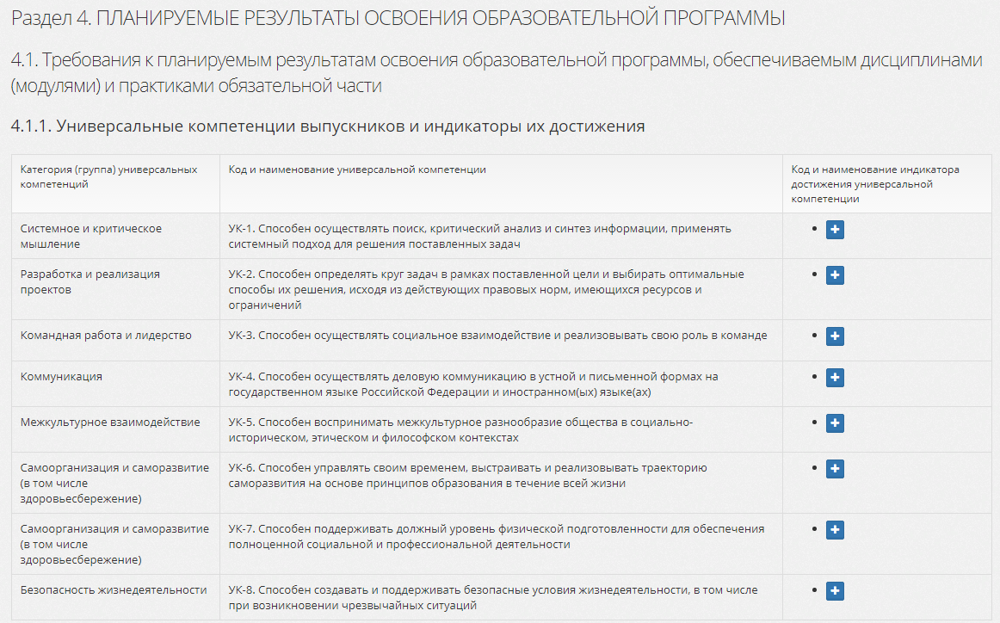 Раздел 4. ПЛАНИРУЕМЫЕ РЕЗУЛЬТАТЫ ОСВОЕНИЯ ОБРАЗОВАТЕЛЬНОЙ ПРОГРАММЫ
4.1. Требования к планируемым результатам освоения образовательной программы, обеспечиваемым дисциплинами
(модулями) и практиками обязательной части
4.1.1. Универсальные компетенции выпускников и индикаторы их достижения
Категория (группа) универсальных
компетенций
Код и наименование универсальной компетенции
Код и наименование индикатора
достижения универсальной
компетенции
Системное и критическое
мышление
УК-1. Способен осуществлять поиск, критический анализ и синтез информации, применять
системный подход для решения поставленных задач
Разработка и реализация
проектов
УК-2. Способен определять круг задач в рамках поставленной цели и выбирать оптимальные
способы их решения, исходя из действующих правовых норм, имеющихся ресурсов и
ограничений
Командная работа и лидерство
УК-3. Способен осуществлять социальное взаимодействие и реализовывать свою роль в команде
Коммуникация
УК-4. Способен осуществлять деловую коммуникацию в устной и письменной формах на
государственном языке Российской Федерации и иностранном(ых) языке(ах)
Межкультурное взаимодействие
УК-5. Способен воспринимать межкультурное разнообразие общества в социально-
историческом, этическом и философском контекстах
Самоорганизация и саморазвитие
(в том числе
здоровьесбережение)
УК-6. Способен управлять своим временем, выстраивать и реализовывать траекторию
саморазвития на основе принципов образования в течение всей жизни
Самоорганизация и саморазвитие
(в том числе
здоровьесбережение)
УК-7. Способен поддерживать должный уровень физической подготовленности для обеспечения
полноценной социальной и профессиональной деятельности
Безопасность жизнедеятельности
УК-8. Способен создавать и поддерживать безопасные условия жизнедеятельности, в том числе
при возникновении чрезвычайных ситуаций